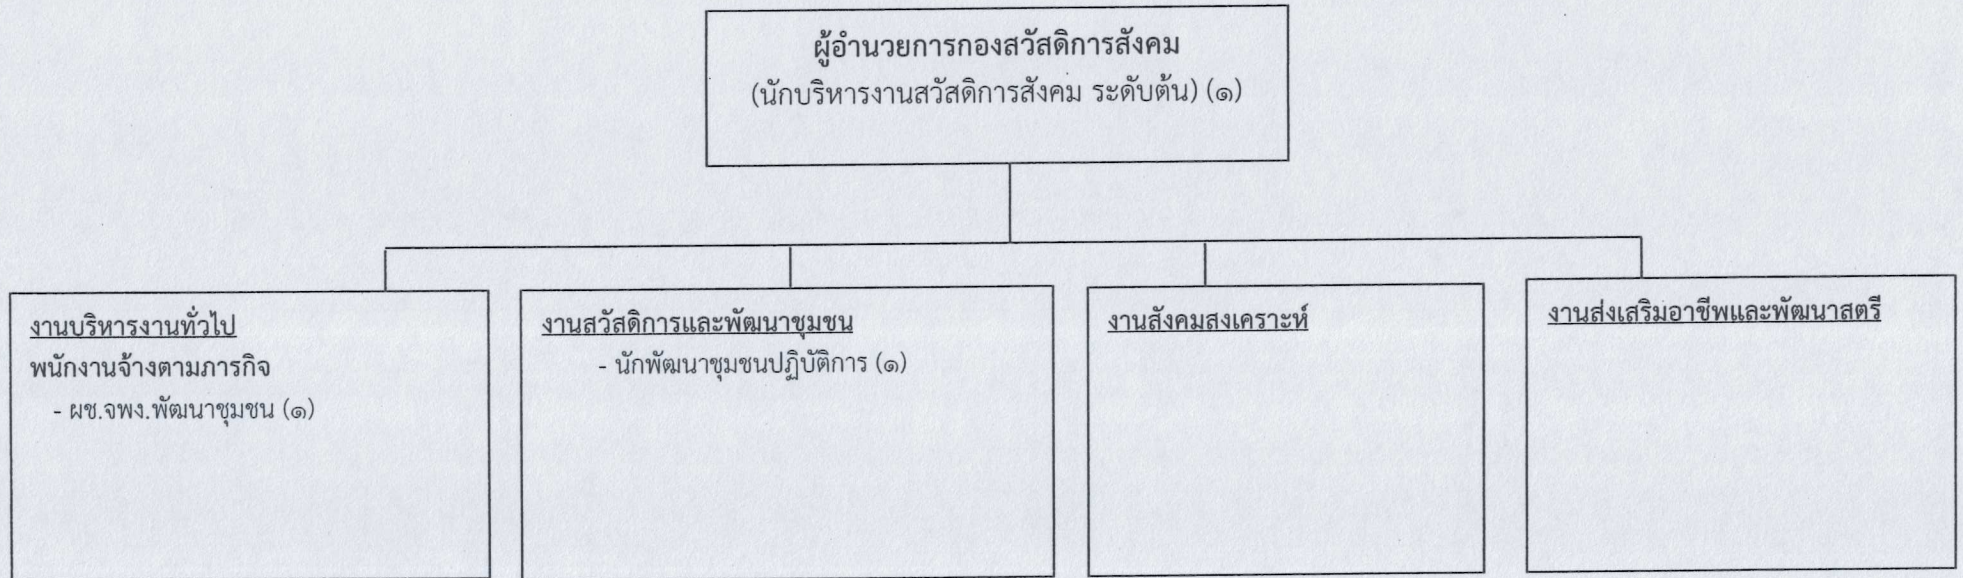 ผู้อำนวยการกองสวัสดิการสังคม
(นักบริหารงานสวัสดิการสังคม ระดับต้น) (๑)
งานบริหารงานทั่วไป
พนักงานจ้างตามภารกิจ
- ผช.จพง.พัฒนาชุมชน (๑)
งานสวัสดิการและพัฒนาชุมชน
- นักพัฒนาชุมชนปฏิบัติการ (๑)
งานสังคมสงเคราะห์
งานส่งเสริมอาชีพและพัฒนาสตรี